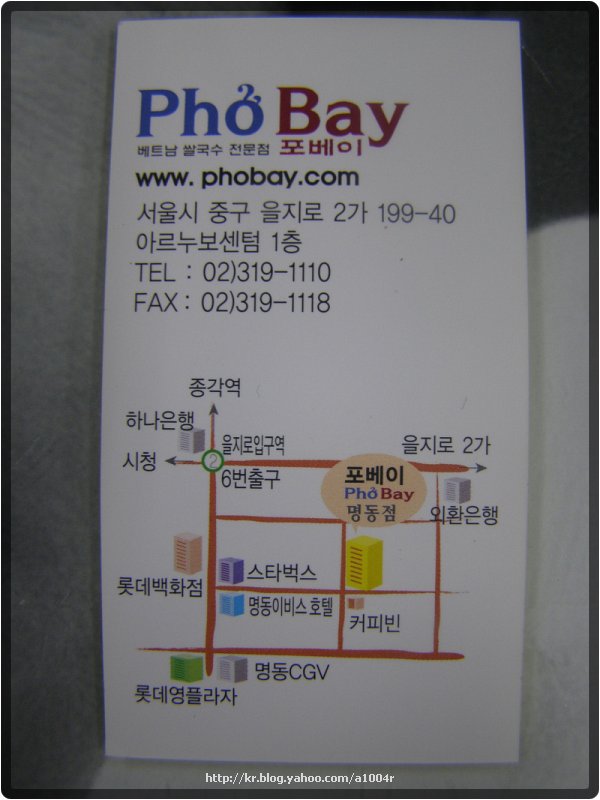 Phở Bay
베트남 쌀국수 전문점 포베이
www. phobay.com
서울시 중구 을지로 2가 199-40
아르누보센텀 1층
TEL : 02)319-1110
FAX : 02)319-1118
종각역
하나은행
을지로입구역
을지로 2가
시청
2
6번출구
포베이
Phở Bay
명동점
외환은행
스타벅스
롯데백화점
명동이비스 호텔
커피빈
명동CGV
롯데영플라자
http://kr.blog.yahoo.com/a1004r